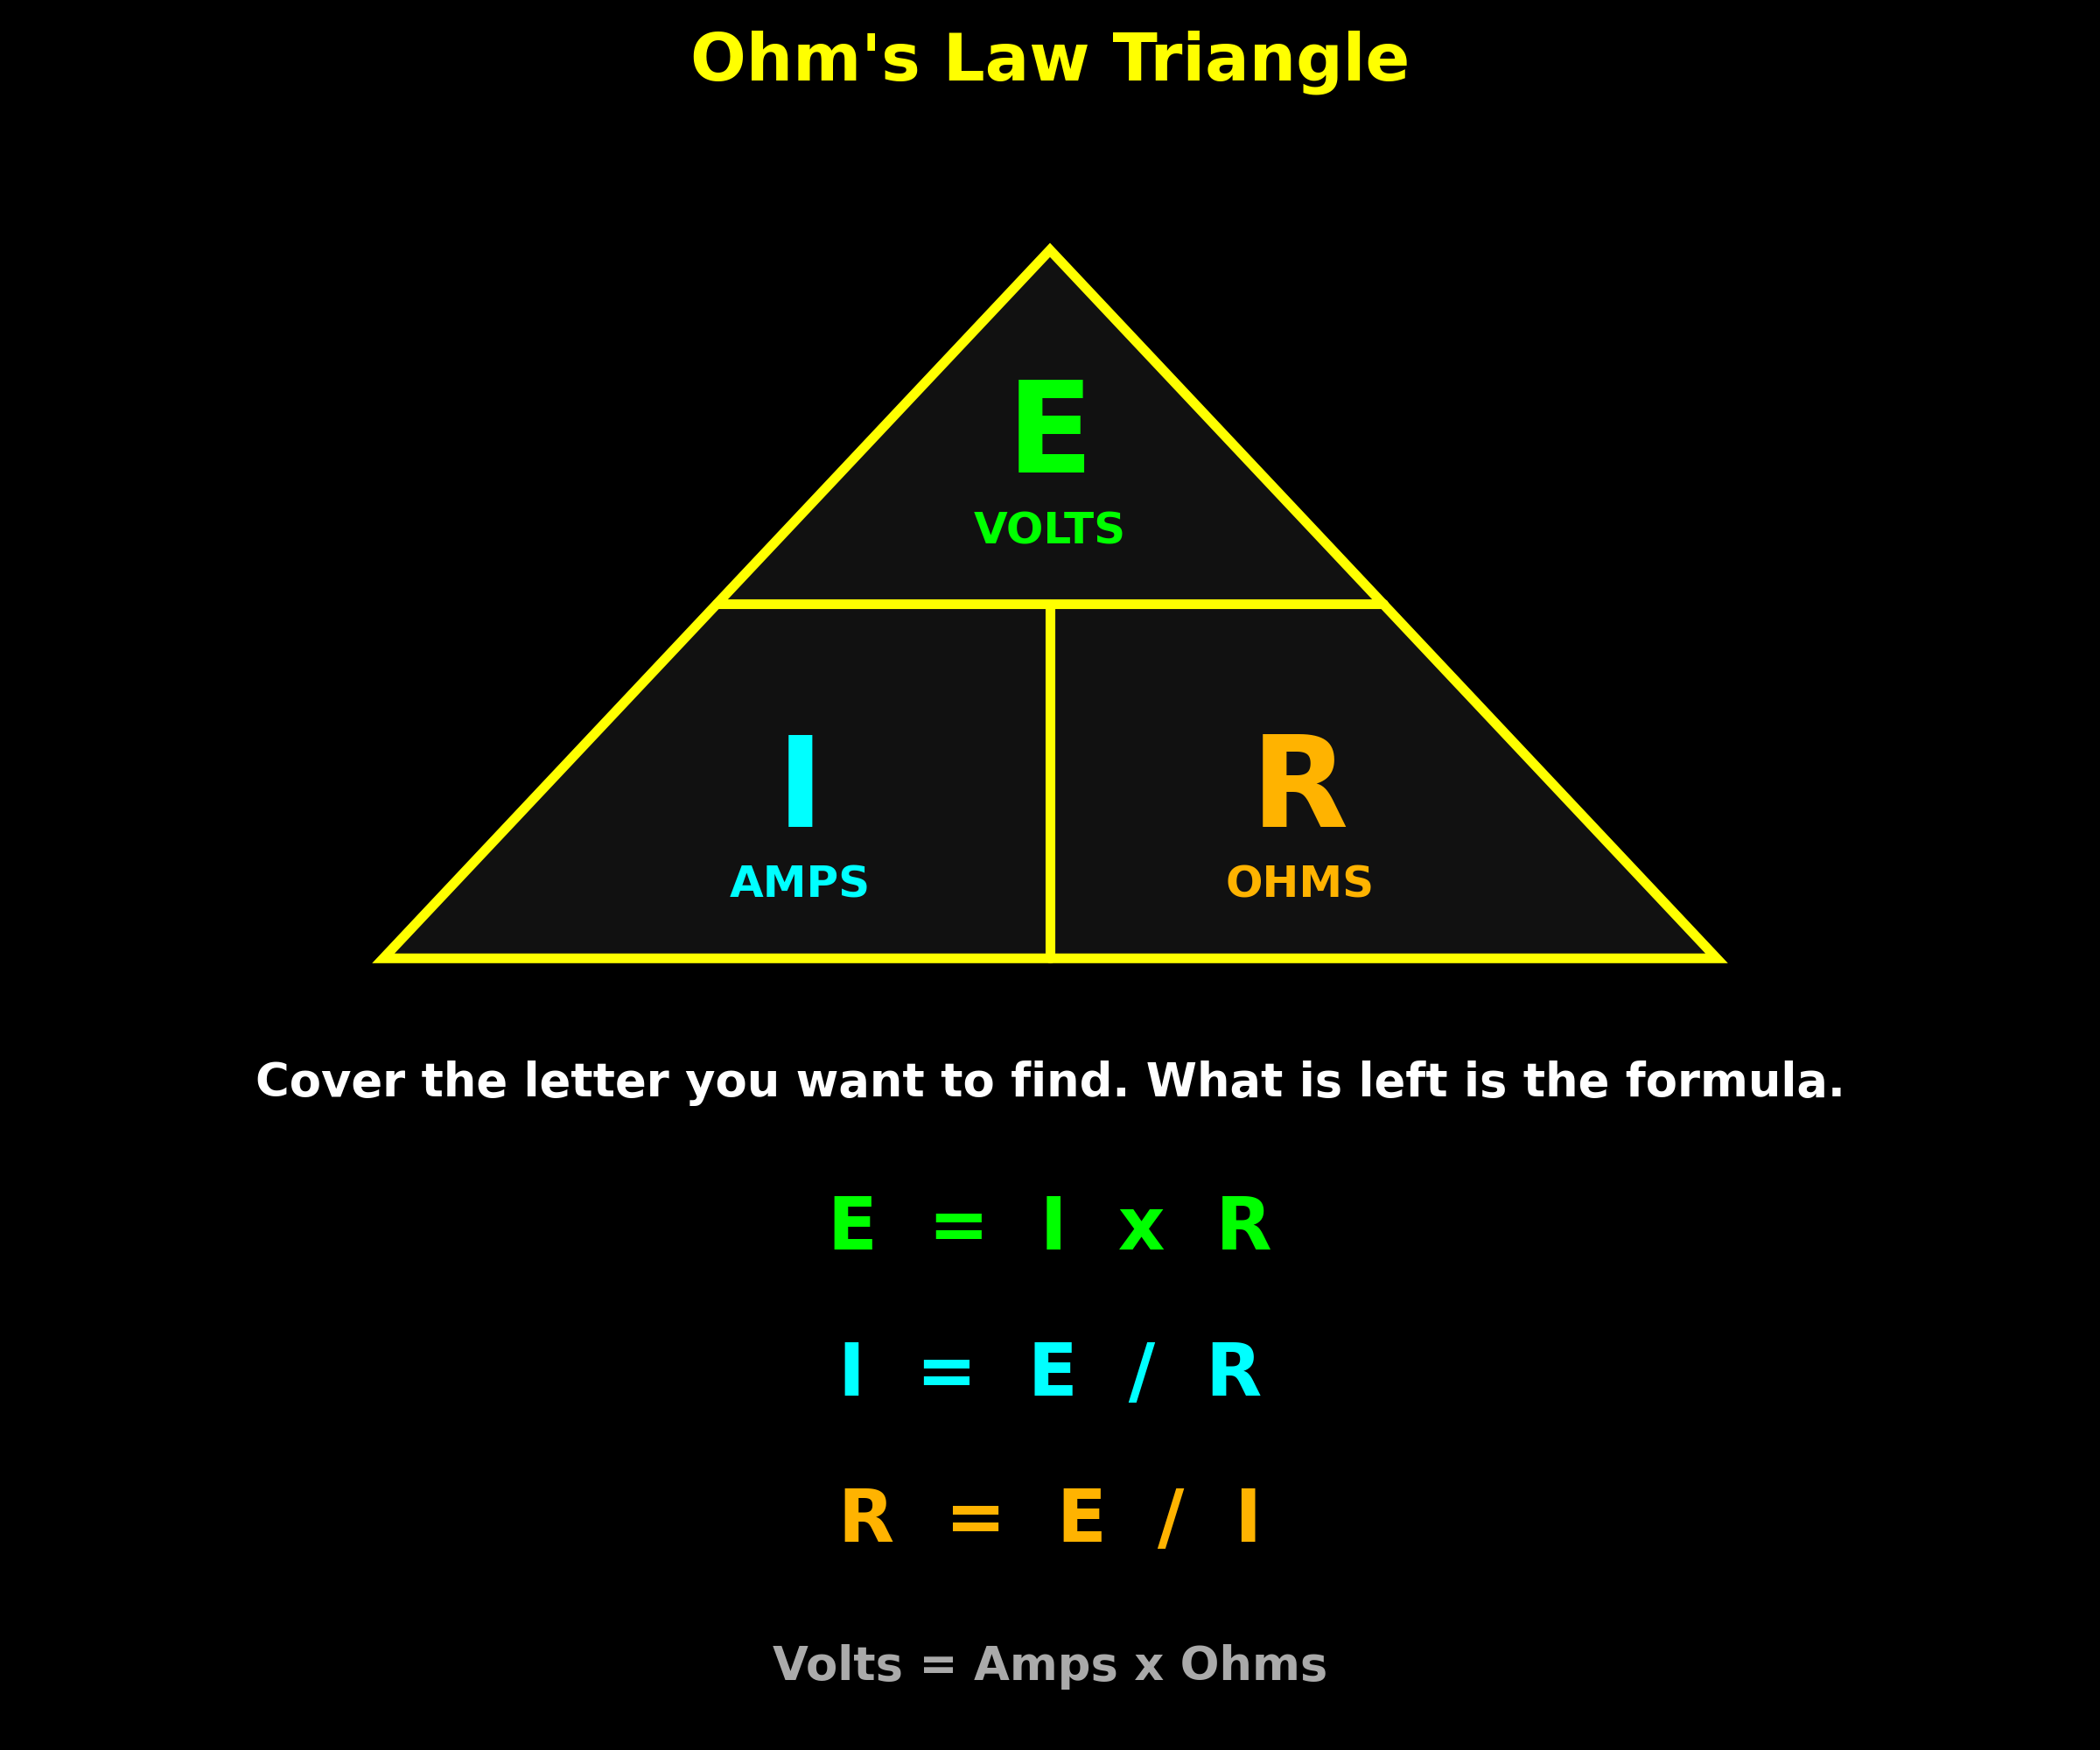 Ohm's Law Triangle
E
VOLTS
I
AMPS
R
OHMS
Cover the letter you want to find. What is left is the formula.
E = I x R
I = E / R
R = E / I
Volts = Amps x Ohms